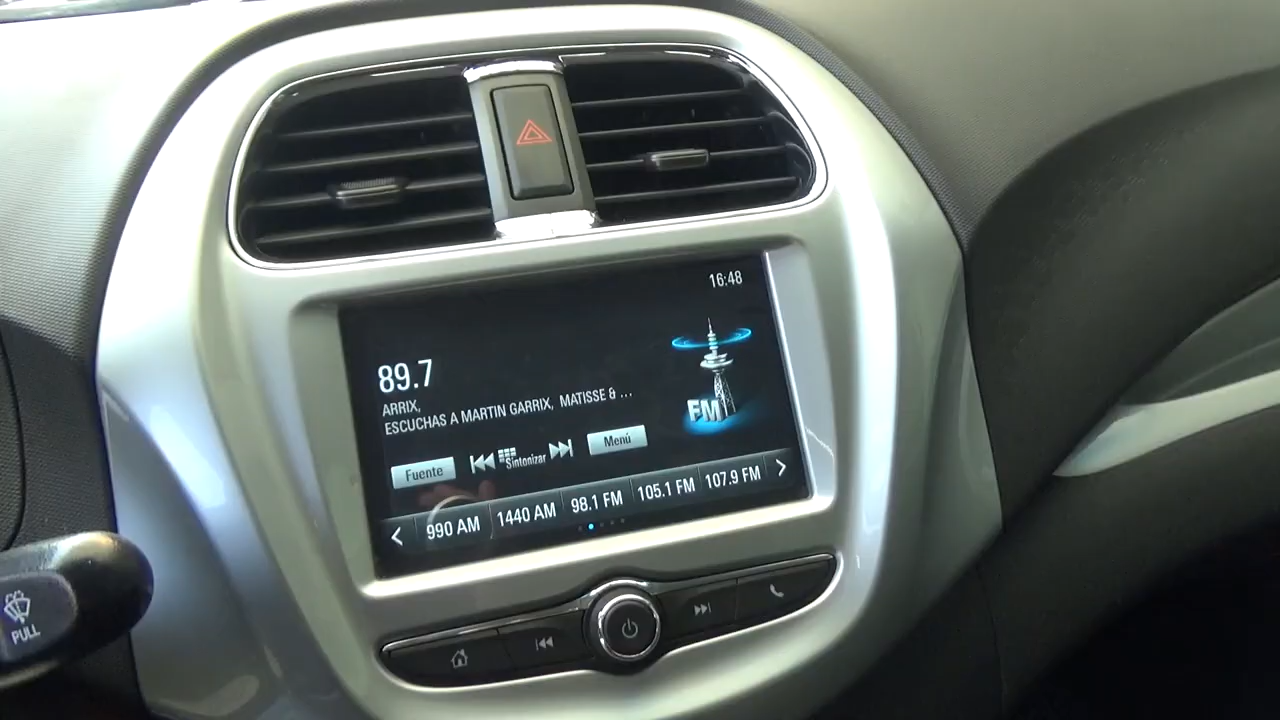 16:48
89.7
ARRIX,
ESCUCHAS A MARTIN GARRIX, MATISSE & ...
FM
Fuente
Sintonizar
Menú
990 AM
1440 AM
98.1 FM
105.1 FM
107.9 FM
PULL